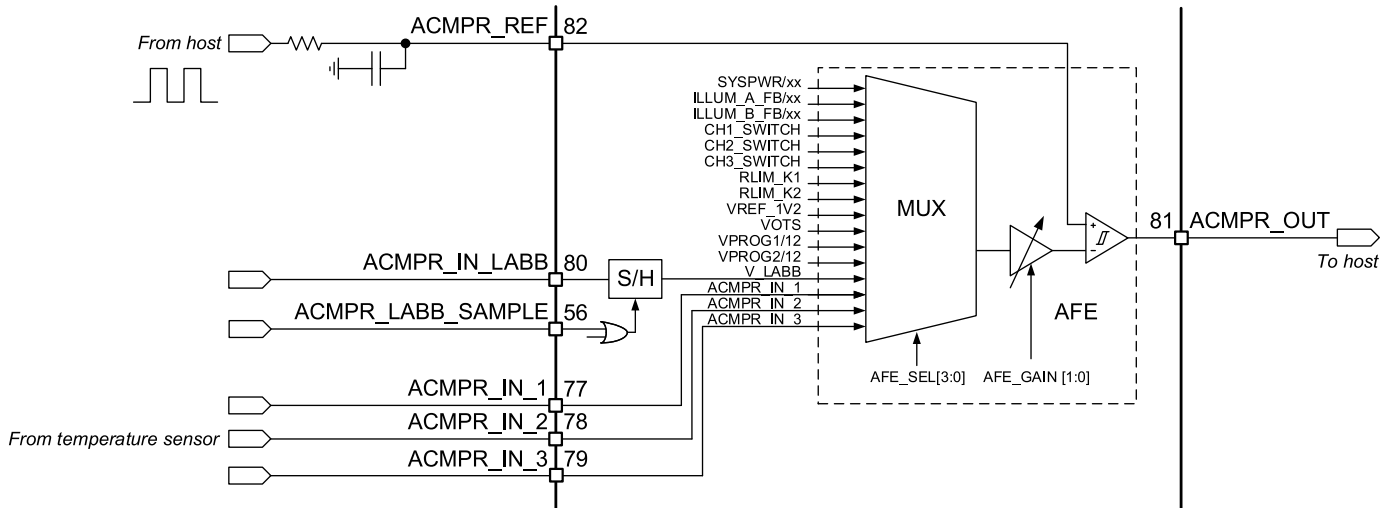 ACMPR_REF 82
From host
SYSPWR/xx
ILLUM_A_FB/xx
ILLUM_B_FB/xx
CH1_SWITCH
CH2_SWITCH
CH3_SWITCH
RLIM_K1
RLIM_K2
VREF_1V2
VOTS
VPROG1/12
VPROG2/12
V_LABB
ACMPR_IN_1
ACMPR_IN_2
ACMPR_IN_3
MUX
+
−
81 ACMPR_OUT
To host
ACMPR_IN_LABB 80
S/H
ACMPR_LABB_SAMPLE 56
AFE
AFE_SEL[3:0]
AFE_GAIN [1:0]
ACMPR_IN_1 77
ACMPR_IN_2 78
From temperature sensor
ACMPR_IN_3 79